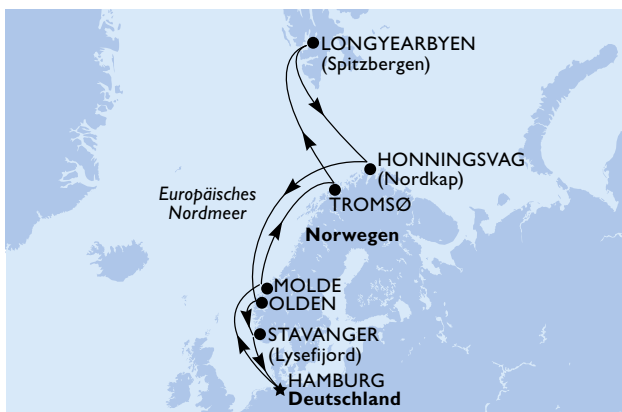 LONGYEARBYEN
(Spitzbergen)
HONNINGSVAG
(Nordkap)
TROMSØ
Europäisches
Nordmeer
Norwegen
MOLDE
OLDEN
STAVANGER
(Lysefijord)
HAMBURG
Deutschland